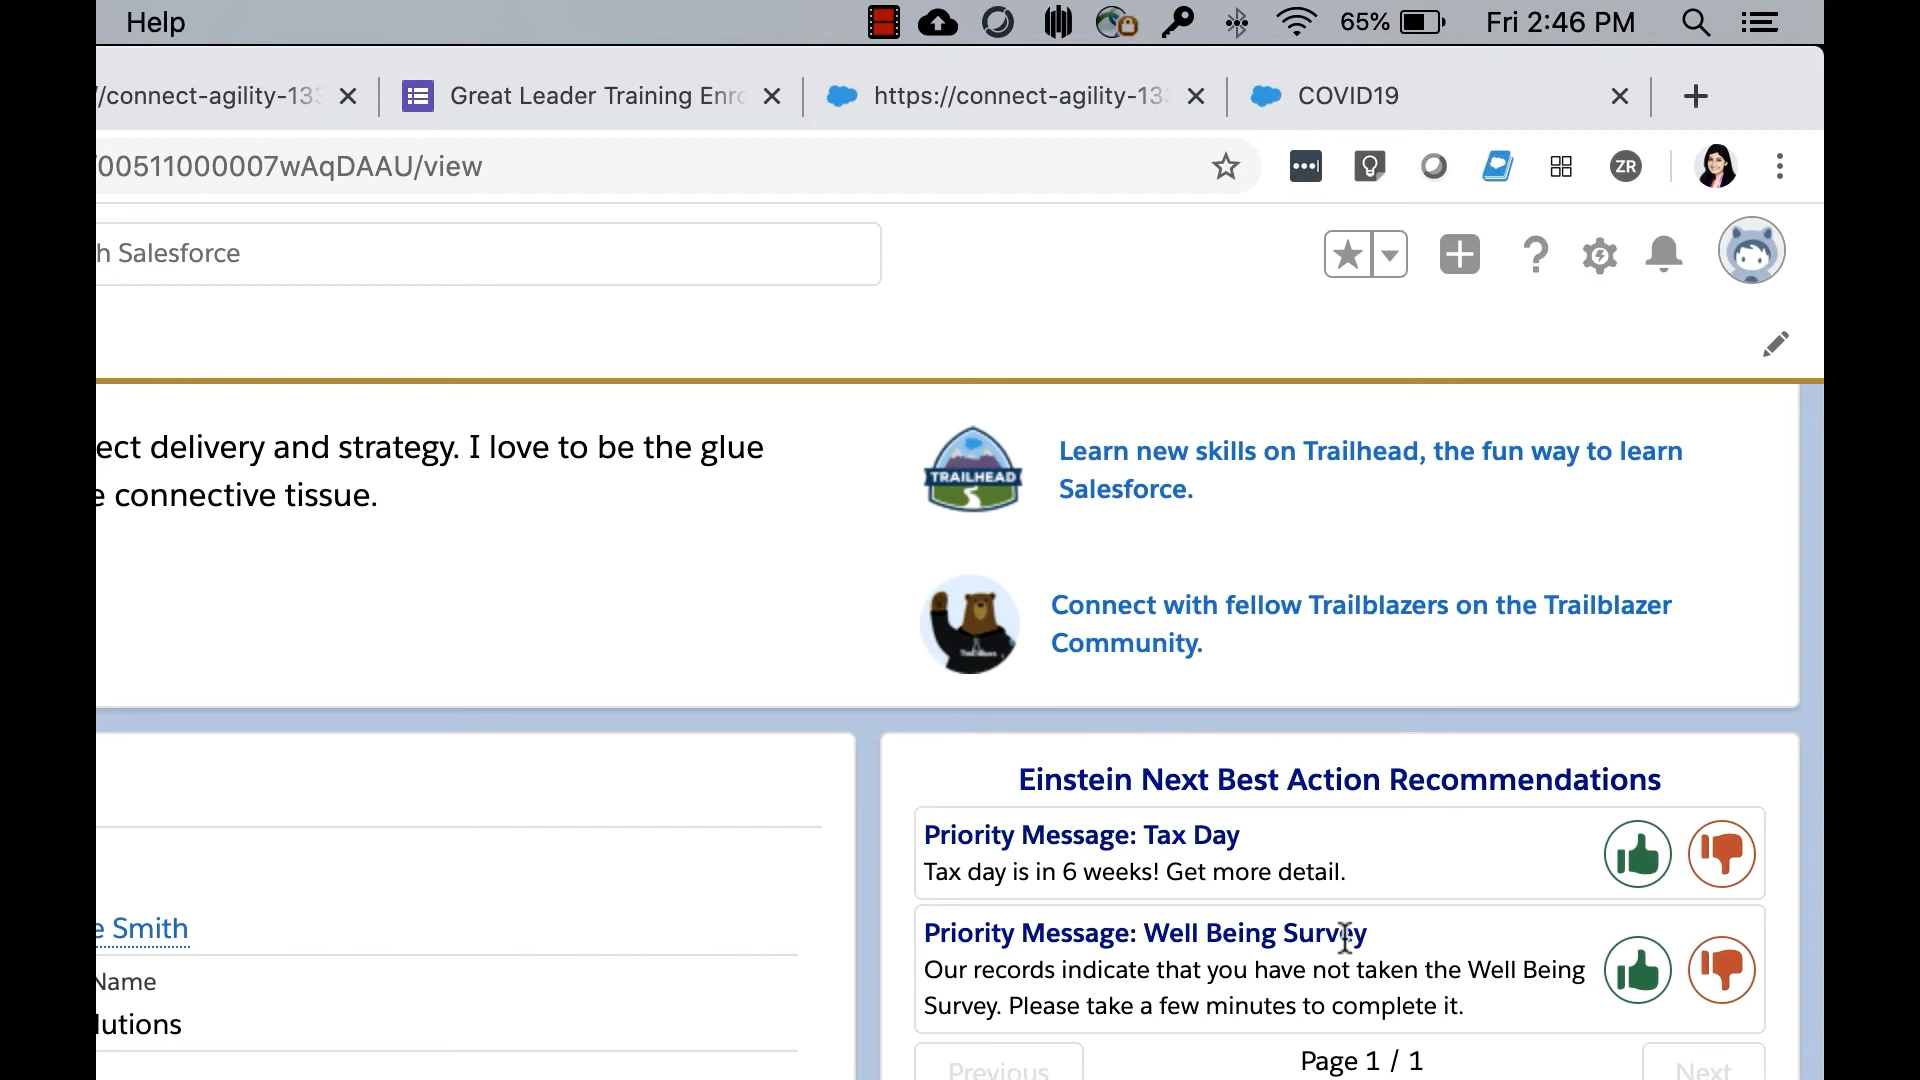 Help
65%
Fri 2:46 PM
/connect-agility-133
Great Leader Training Enro
https://connect-agility-133
COVID19
/00511000007wAqDAAU/view
ZR
h Salesforce
ect delivery and strategy. I love to be the glue
e connective tissue.
TRAILHEAD
Learn new skills on Trailhead, the fun way to learn
Salesforce.
Connect with fellow Trailblazers on the Trailblazer
Community.
Einstein Next Best Action Recommendations
Priority Message: Tax Day
Tax day is in 6 weeks! Get more detail.
Priority Message: Well Being Survey
Our records indicate that you have not taken the Well Being
Survey. Please take a few minutes to complete it.
e Smith
Name
lutions
Previous
Page 1 / 1
Next